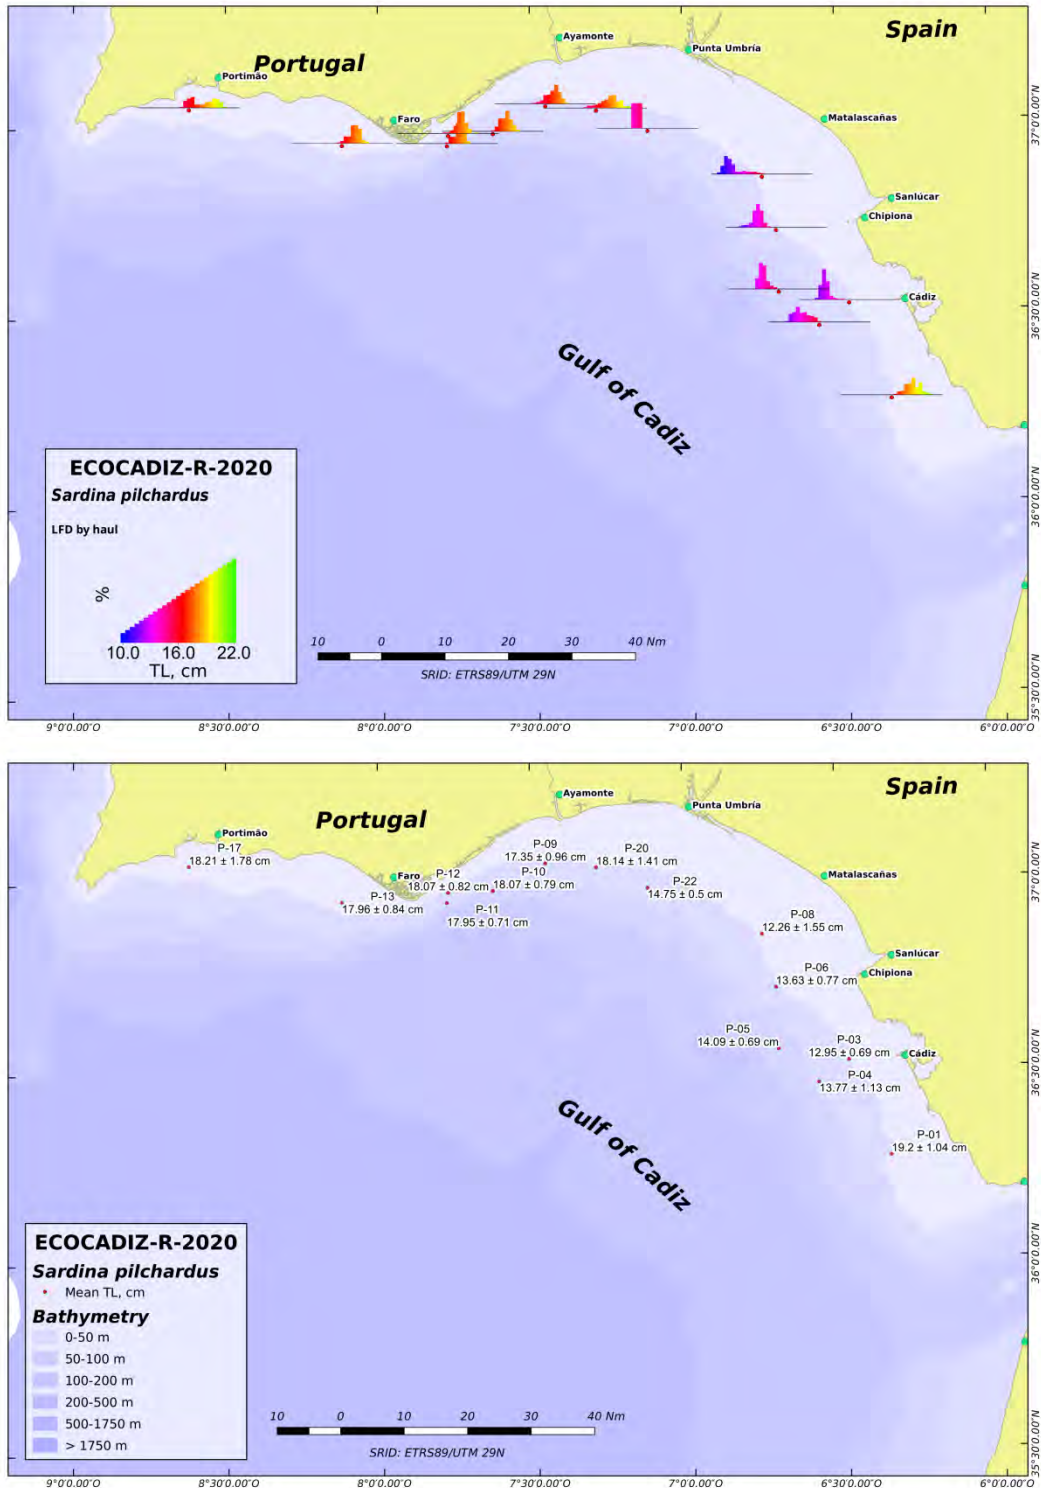 Spain
Portugal
Ayamonte
Punta Umbría
Portimão
Faro
Matalascañas
Sanlúcar
Chipiona
Cádiz
Gulf of Cadiz
ECOCADIZ-R-2020
Sardina pilchardus
LFD by haul
%
10.0 16.0 22.0
TL, cm
10 0 10 20 30 40 Nm
SRID: ETRS89/UTM 29N
37°0'0.00"N
36°30'0.00"N
36°0'0.00"N
35°30'0.00"N
9°0'0.00"O 8°30'0.00"O 8°0'0.00"O 7°30'0.00"O 7°0'0.00"O 6°30'0.00"O 6°0'0.00"O
Spain
Portugal
Ayamonte
Punta Umbría
Portimão
P-17
18.21 ± 1.78 cm
P-09
17.35 ± 0.96 cm
P-20
18.14 ± 1.41 cm
Faro
P-12
18.07 ± 0.82 cm
P-10
18.07 ± 0.79 cm
P-22
14.75 ± 0.5 cm
Matalascañas
P-13
17.96 ± 0.84 cm
P-11
17.95 ± 0.71 cm
P-08
12.26 ± 1.55 cm
Sanlúcar
P-06
13.63 ± 0.77 cm
Chipiona
P-05
14.09 ± 0.69 cm
P-03
12.95 ± 0.69 cm
Cádiz
P-04
13.77 ± 1.13 cm
P-01
19.2 ± 1.04 cm
Gulf of Cadiz
ECOCADIZ-R-2020
Sardina pilchardus
Mean TL, cm
Bathymetry
0-50 m
50-100 m
100-200 m
200-500 m
500-1750 m
> 1750 m
10 0 10 20 30 40 Nm
SRID: ETRS89/UTM 29N
37°0'0.00"N
36°30'0.00"N
36°0'0.00"N
35°30'0.00"N
9°0'0.00"O 8°30'0.00"O 8°0'0.00"O 7°30'0.00"O 7°0'0.00"O 6°30'0.00"O 6°0'0.00"O